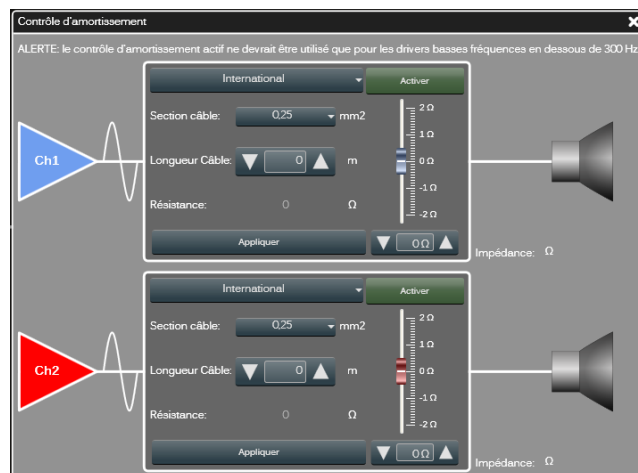 Contrôle d'amortissement
ALERTE: le contrôle d'amortissement actif ne devrait être utilisé que pour les drivers basses fréquences en dessous de 300 Hz
International
Activer
Section câble: 0,25 mm2
2 Ω
1 Ω
Ch1
Longueur Câble: 0 m
0 Ω
-1 Ω
Résistance: 0 Ω
-2 Ω
Appliquer
0 Ω
Impédance: Ω
International
Activer
Section câble: 0,25 mm2
2 Ω
1 Ω
Ch2
Longueur Câble: 0 m
0 Ω
-1 Ω
Résistance: 0 Ω
-2 Ω
Appliquer
0 Ω
Impédance: Ω